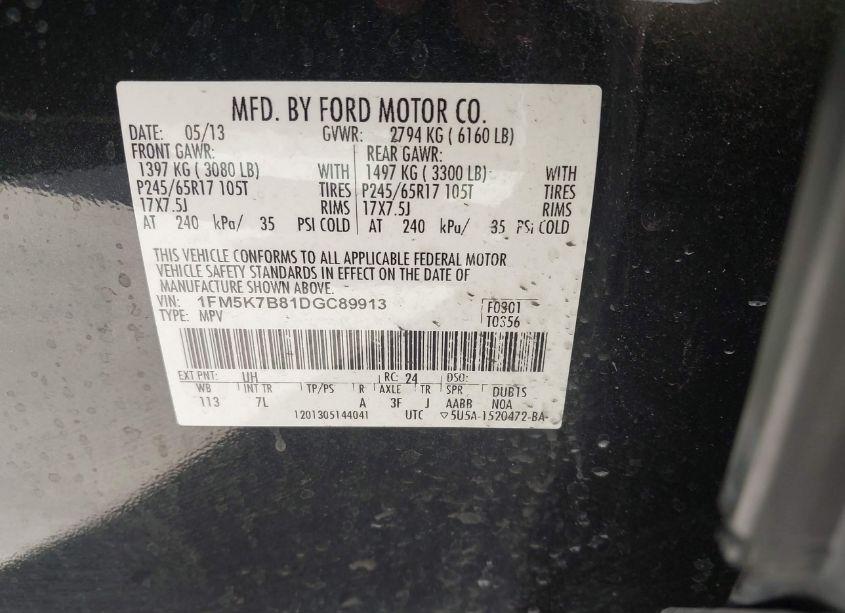 MFD. BY FORD MOTOR CO.
DATE: 05/13 GVWR: 2794 KG ( 6160 LB)
FRONT GAWR: REAR GAWR:
1397 KG ( 3080 LB) WITH 1497 KG ( 3300 LB) WITH
P245/65R17 105T TIRES P245/65R17 105T TIRES
17X7.5J RIMS 17X7.5J RIMS
AT 240 kPa/ 35 PSI COLD AT 240 kPa/ 35 PSI COLD
THIS VEHICLE CONFORMS TO ALL APPLICABLE FEDERAL MOTOR
VEHICLE SAFETY STANDARDS IN EFFECT ON THE DATE OF
MANUFACTURE SHOWN ABOVE.
VIN: 1FM5K7B81DGC89913 F0901
TYPE: MPV T0356
EXT PNT: UH RC: 24 DSO:
WB INT TR TP/PS R AXLE TR SPR DUBTS
113 7L A 3F J AABB N0A
1201305144041 UTC ▽5U5A-1520472-BA-